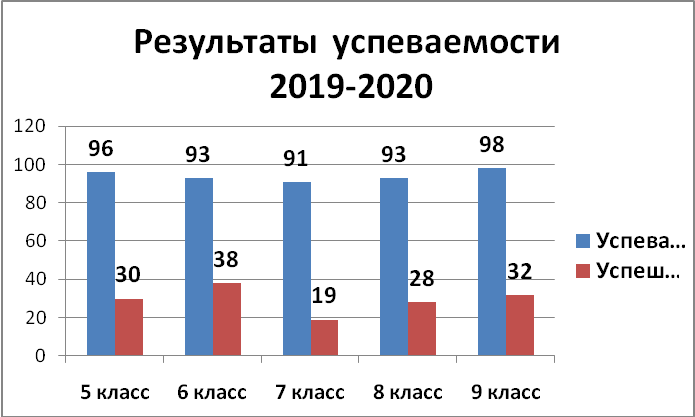 Результаты успеваемости
2019-2020
120
100
80
60
40
20
0
96
93
91
93
98
30
38
19
28
32
5 класс
6 класс
7 класс
8 класс
9 класс
Успева...
Успеш...